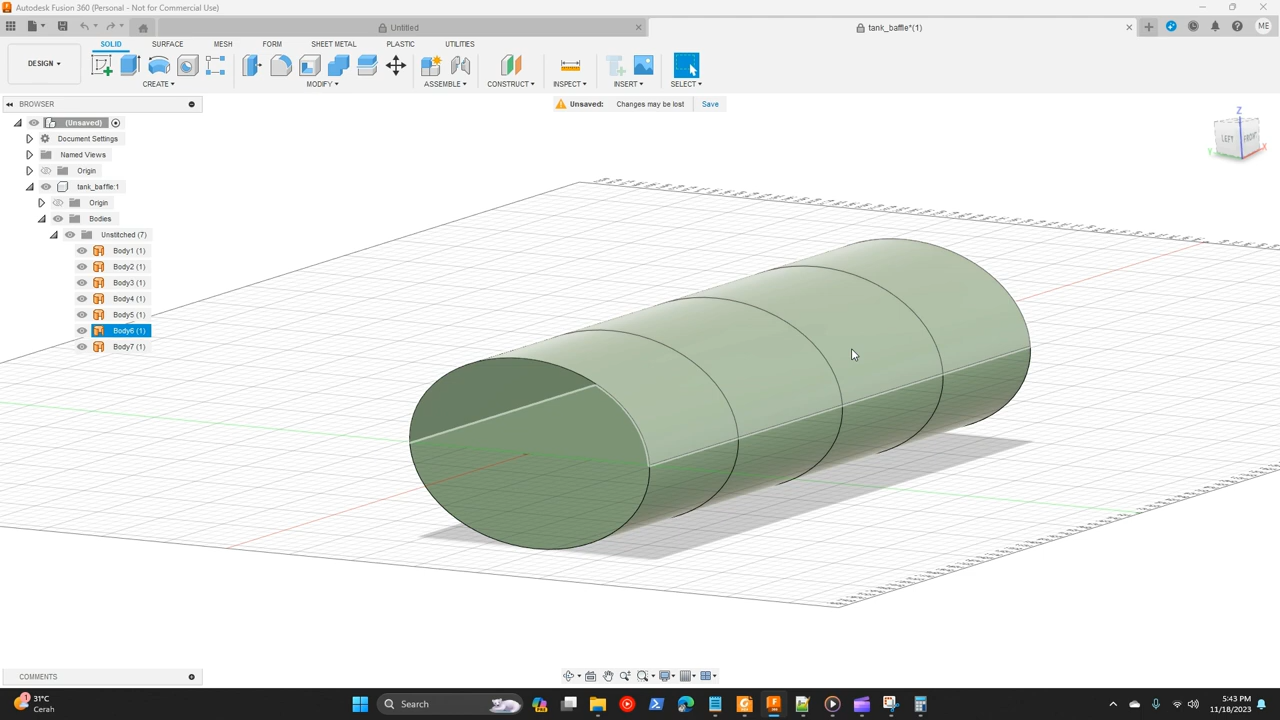 Autodesk Fusion 360 (Personal - Not for Commercial Use)
Untitled
tank_baffle*(1)
ME
DESIGN
SOLID SURFACE MESH FORM SHEET METAL PLASTIC UTILITIES
CREATE MODIFY ASSEMBLE CONSTRUCT INSPECT INSERT SELECT
BROWSER
Unsaved: Changes may be lost Save
(Unsaved)
Document Settings
Named Views
Origin
tank_baffle:1
Origin
Bodies
Unstitched (7)
Body1 (1)
Body2 (1)
Body3 (1)
Body4 (1)
Body5 (1)
Body6 (1)
Body7 (1)
Z
LEFT FRONT
Y X
COMMENTS
1
31°C
Cerah
Search
5:43 PM
11/18/2023